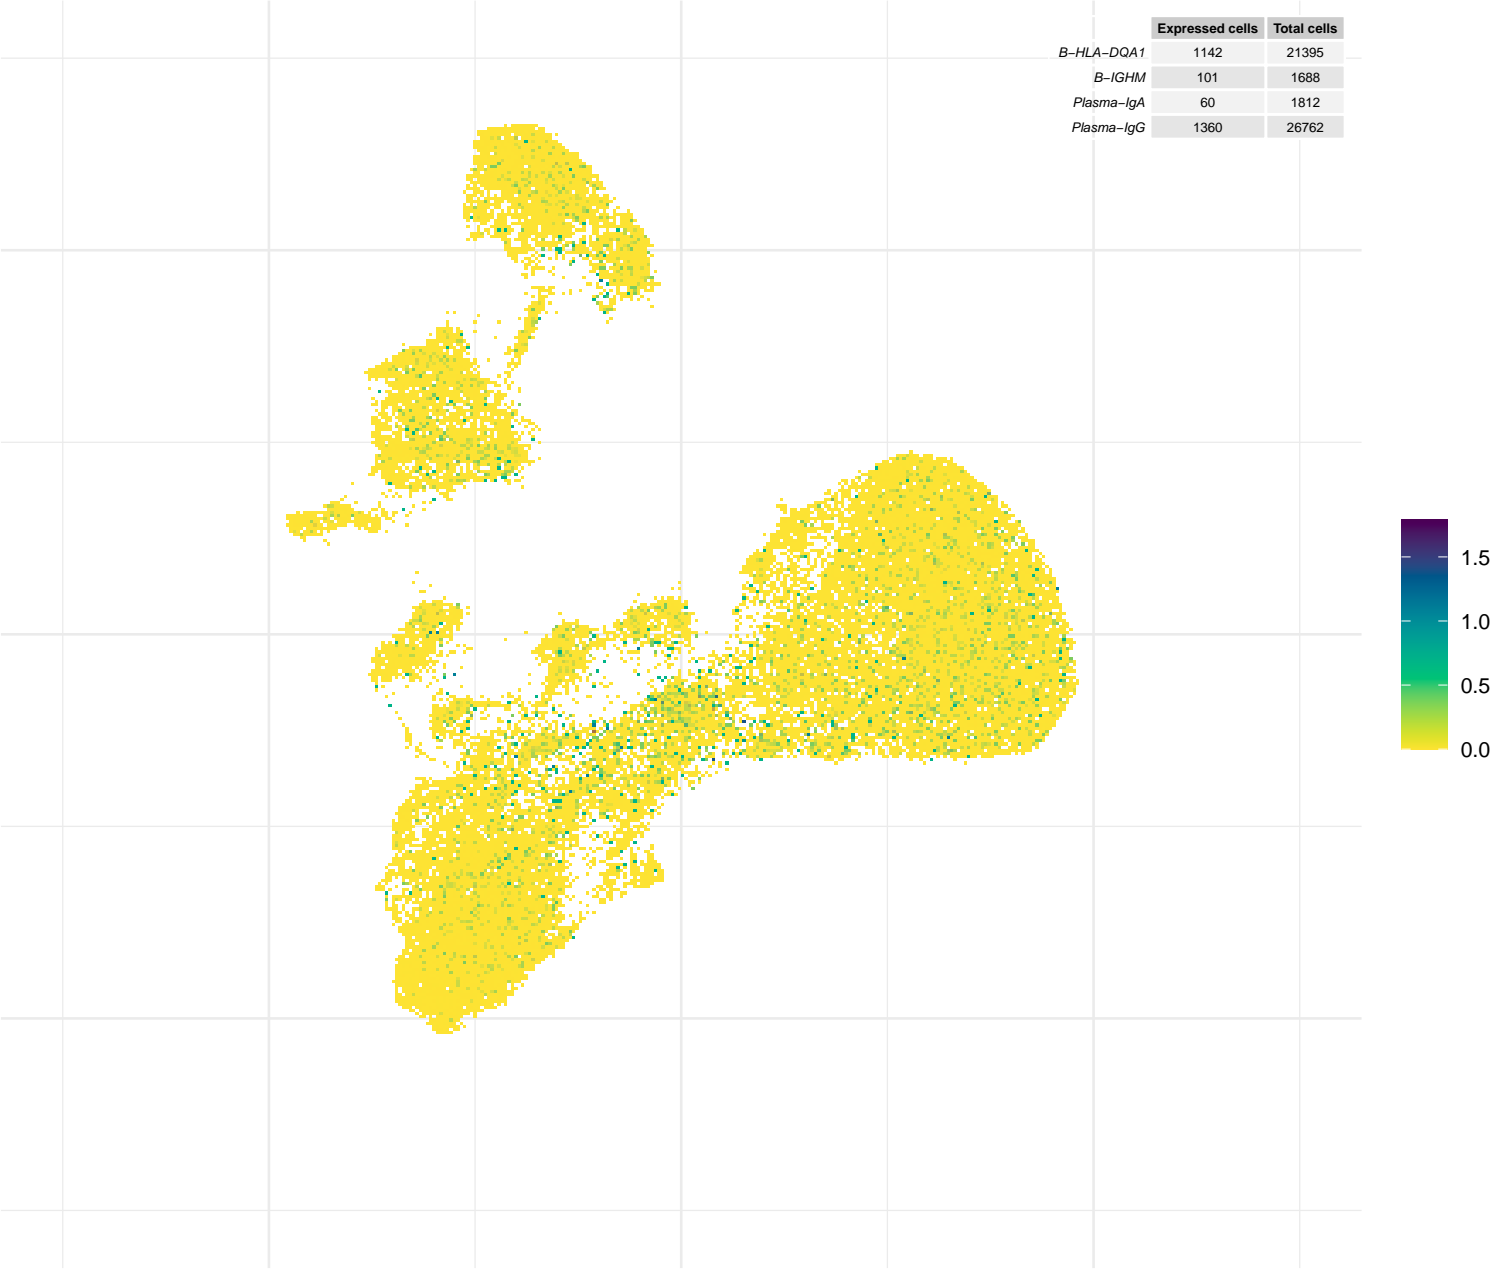 Expressed cells Total cells
B−HLA−DQA1 1142 21395
B−IGHM 101 1688
Plasma−IgA 60 1812
Plasma−IgG 1360 26762
1.5
1.0
0.5
0.0